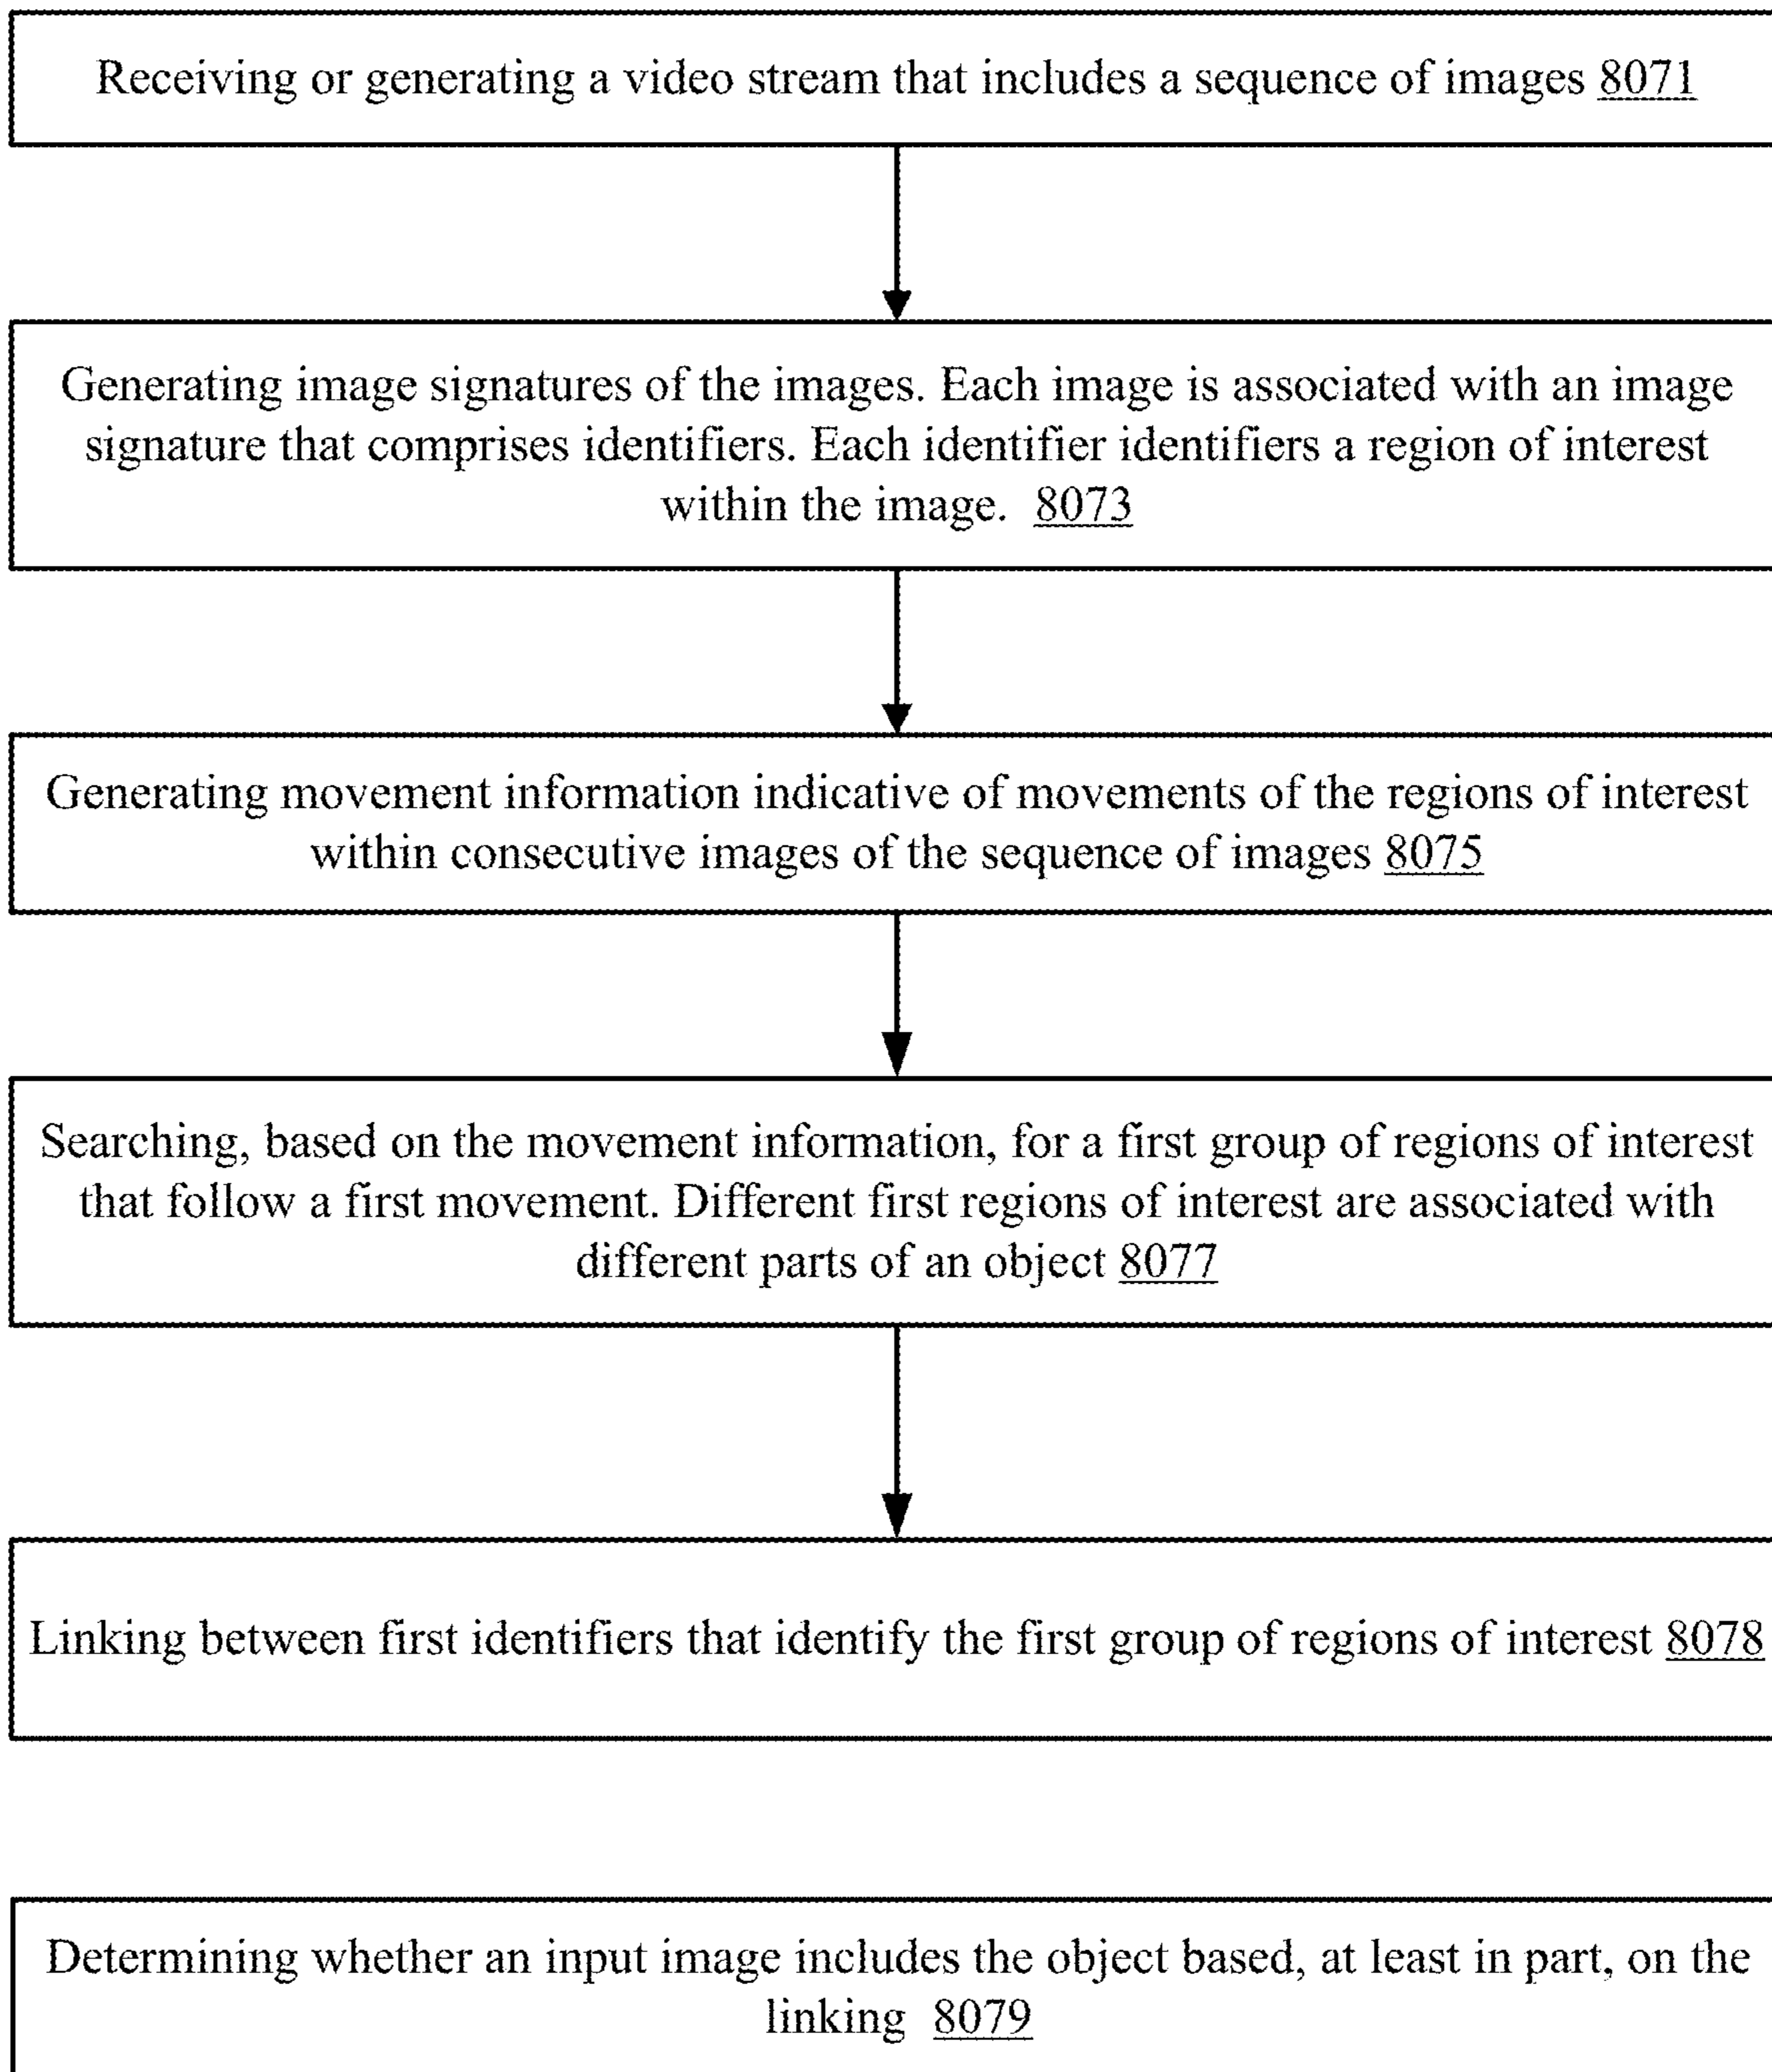 Receiving or generating a video stream that includes a sequence of images 8071
Generating image signatures of the images. Each image is associated with an image
signature that comprises identifiers. Each identifier identifiers a region of interest
within the image. 8073
Generating movement information indicative of movements of the regions of interest
within consecutive images of the sequence of images 8075
Searching, based on the movement information, for a first group of regions of interest
that follow a first movement. Different first regions of interest are associated with
different parts of an object 8077
Linking between first identifiers that identify the first group of regions of interest 8078
Determining whether an input image includes the object based, at least in part, on the
linking 8079